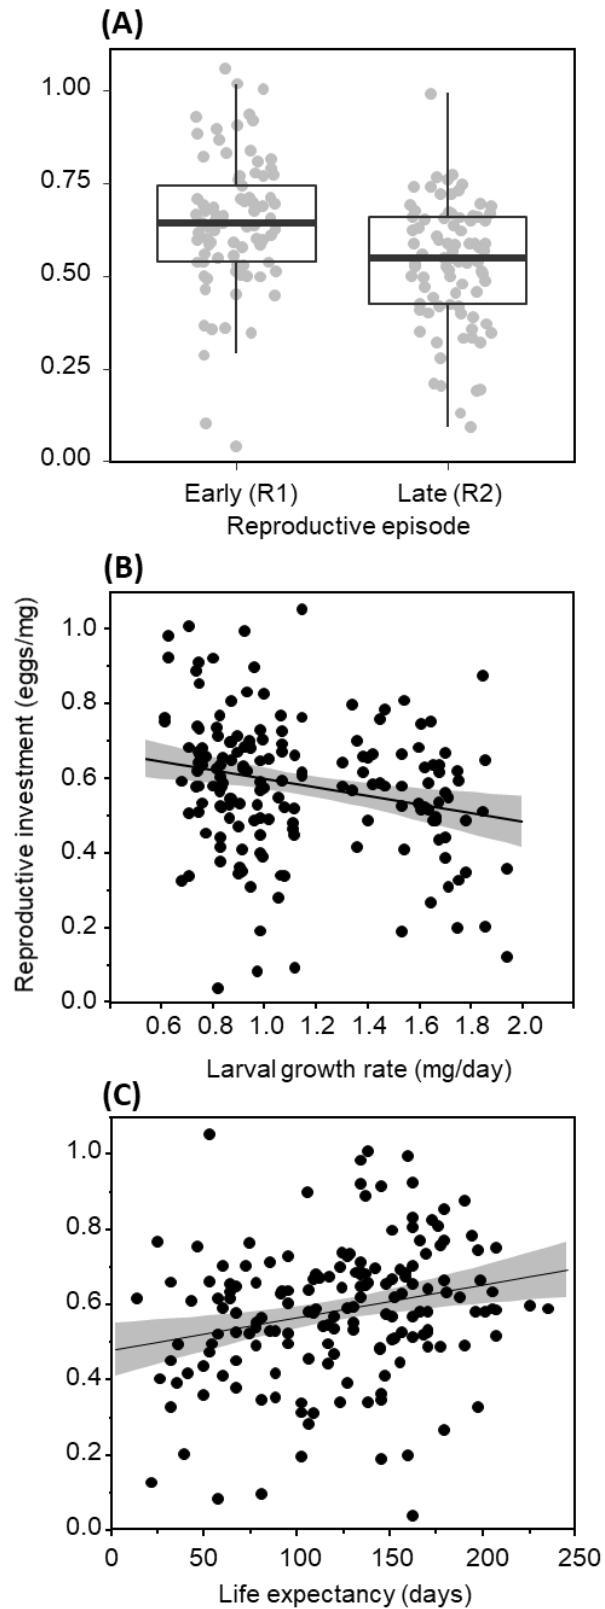 (A)
1.00
0.75
0.50
0.25
0.00
Early (R1) Late (R2)
Reproductive episode
(B)
Reproductive investment (eggs/mg)
1.0
0.8
0.6
0.4
0.2
0.0
0.6 0.8 1.0 1.2 1.4 1.6 1.8 2.0
Larval growth rate (mg/day)
(C)
1.0
0.8
0.6
0.4
0.2
0.0
0 50 100 150 200 250
Life expectancy (days)